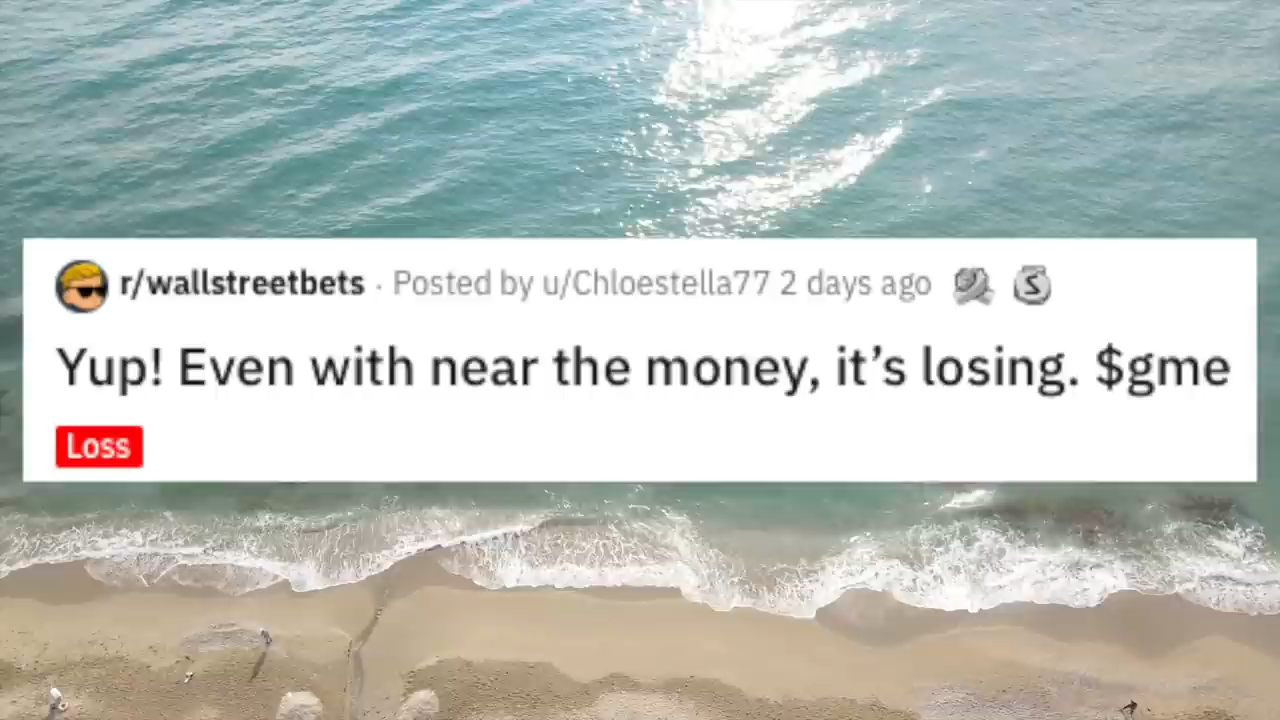 r/wallstreetbets · Posted by u/Chloestella77 2 days ago
Yup! Even with near the money, it’s losing. $gme
Loss